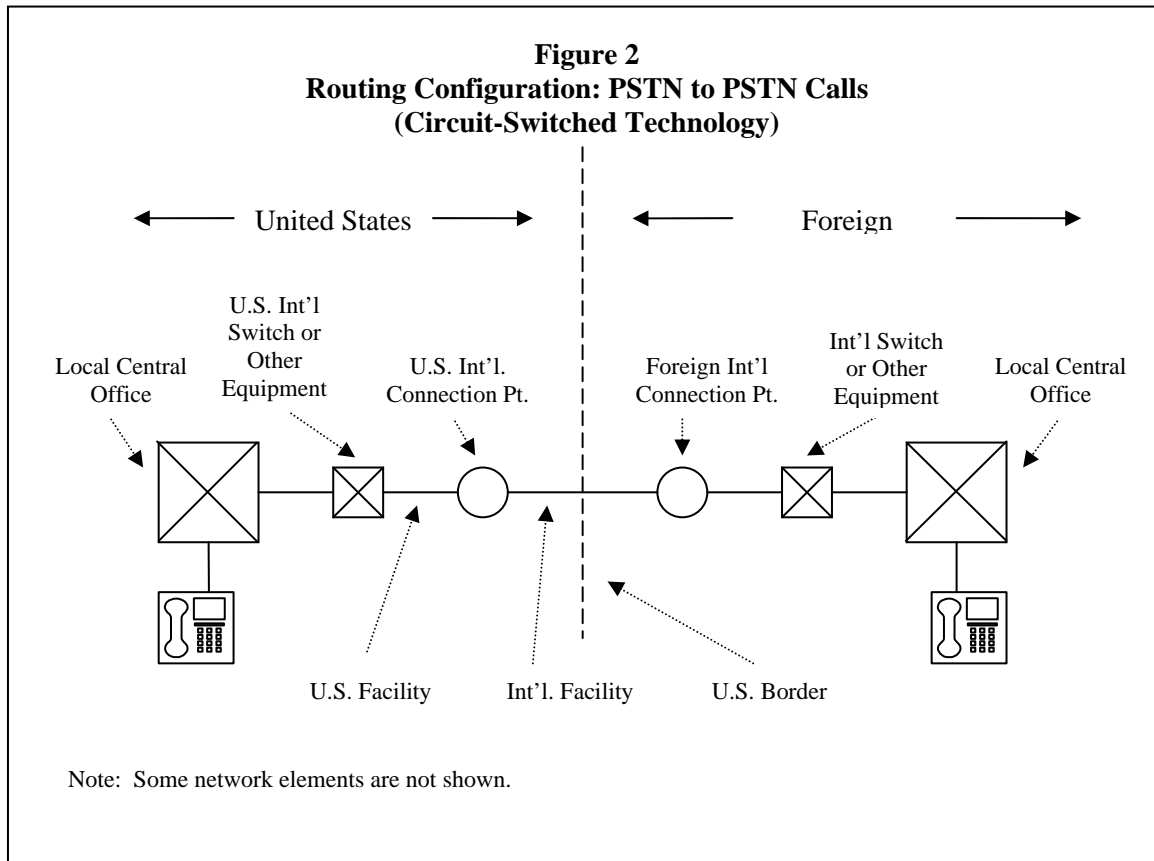 Figure 2
Routing Configuration: PSTN to PSTN Calls
(Circuit-Switched Technology)
United States
Foreign
Local Central
Office
U.S. Int’l
Switch or
Other
Equipment
U.S. Int’l.
Connection Pt.
Foreign Int’l
Connection Pt.
Int’l Switch
or Other
Equipment
Local Central
Office
U.S. Facility
Int’l. Facility
U.S. Border
Note:  Some network elements are not shown.